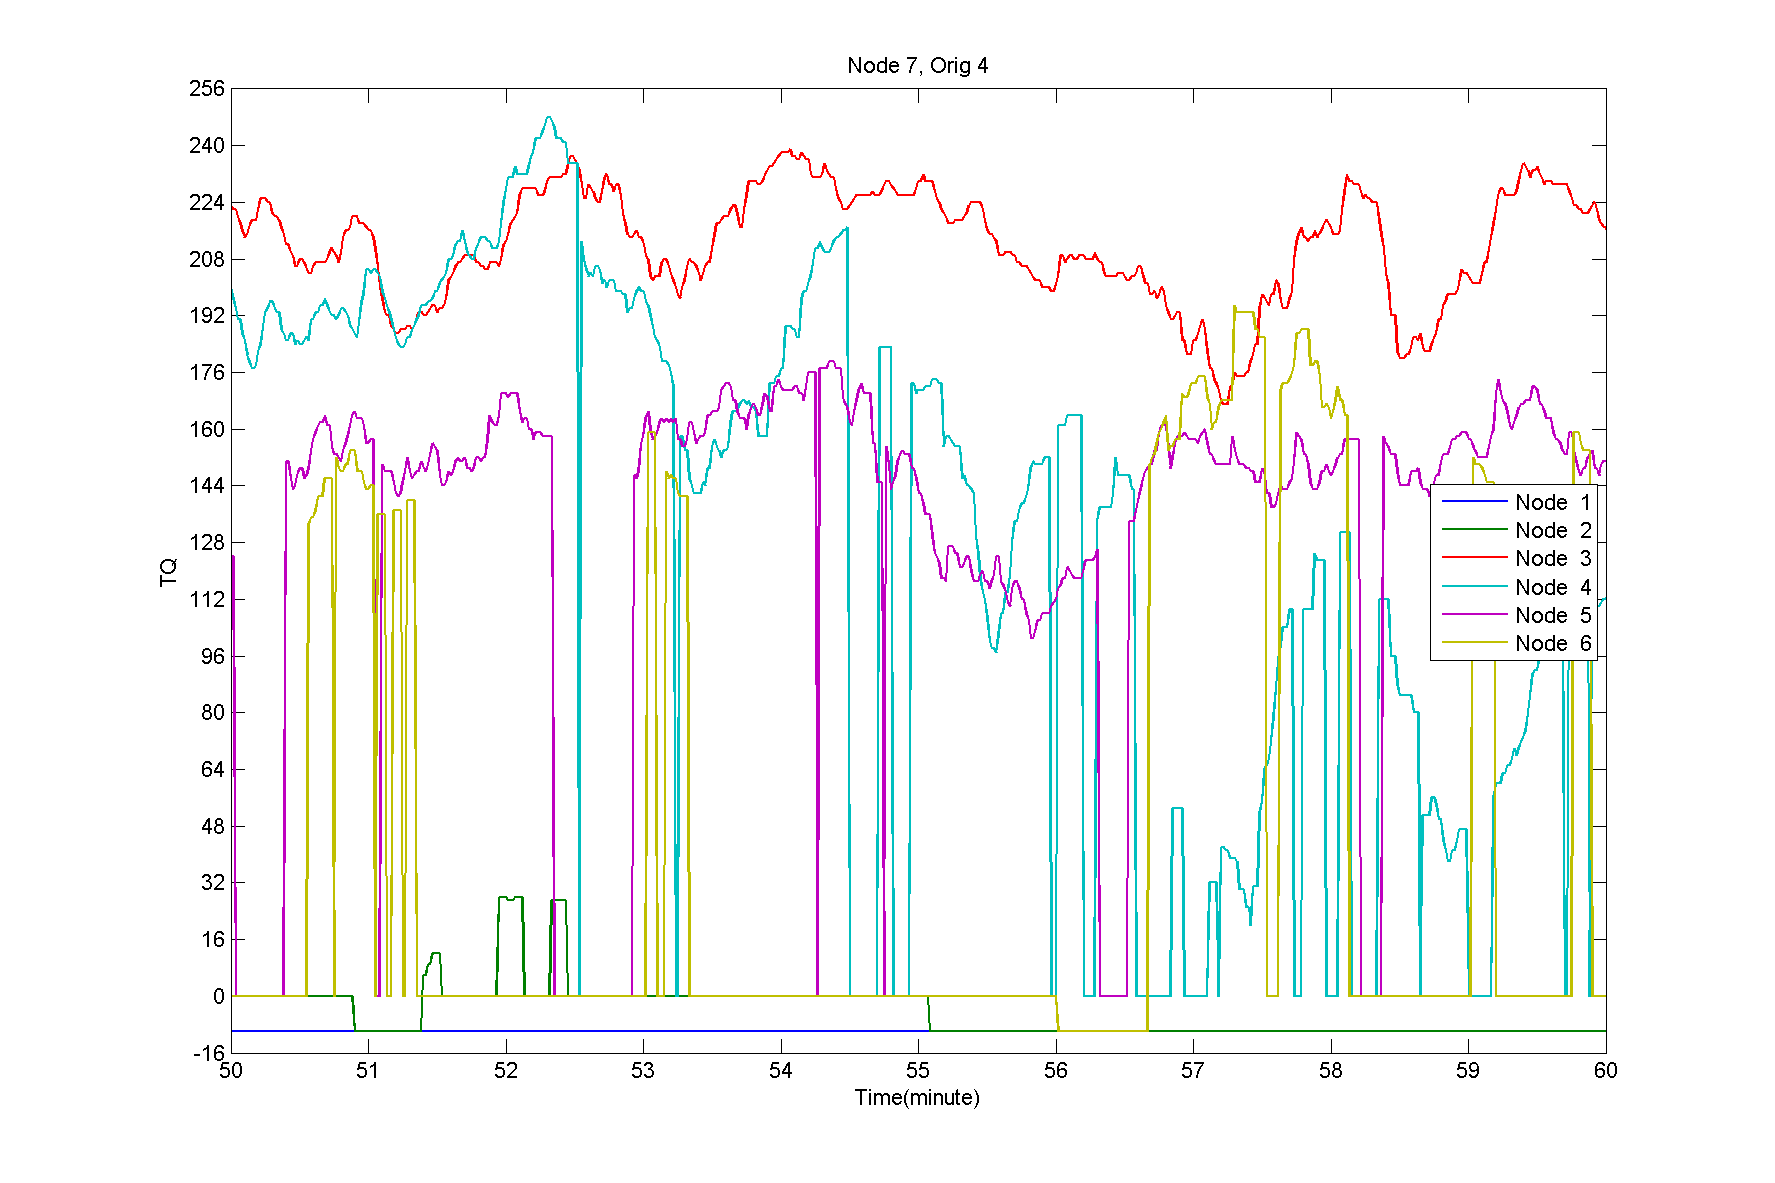 Node 7, Orig 4
256
240
224
208
192
176
160
144
128
112
96
80
64
48
32
16
0
-16
TQ
Node 1
Node 2
Node 3
Node 4
Node 5
Node 6
50 51 52 53 54 55 56 57 58 59 60
Time(minute)